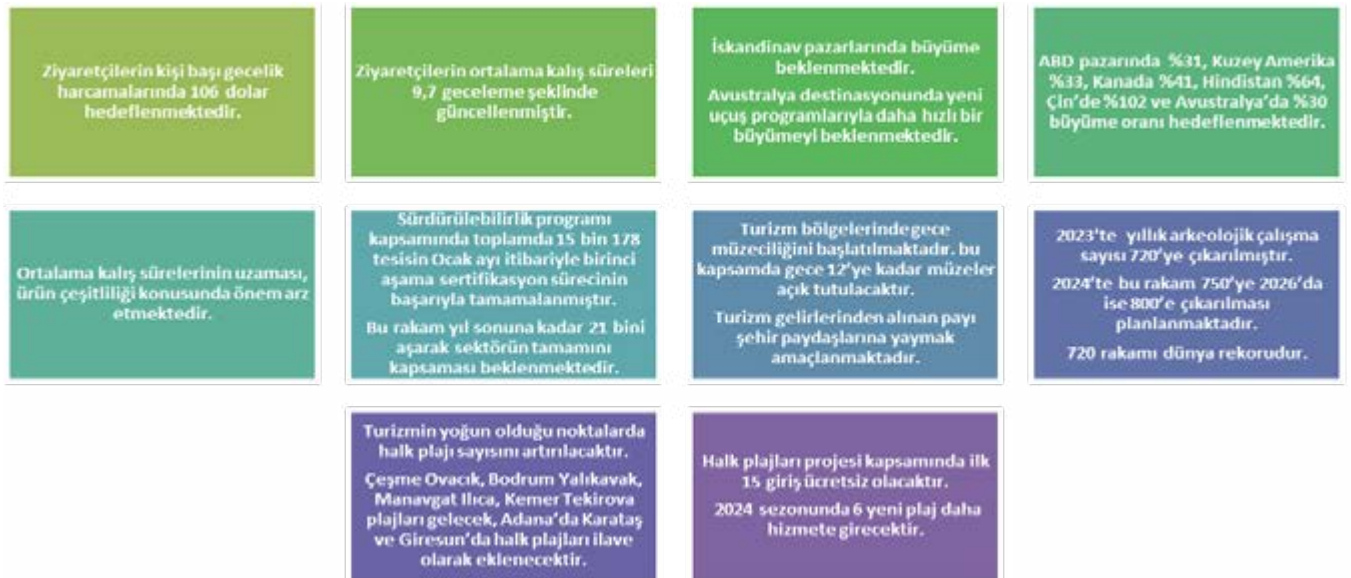 Ziyaretçilerin kişi başı gecelik
harcamalarında 106 dolar
hedeflenmektedir.
Ziyaretçilerin ortalama kalış süreleri
9,7 geceleme şeklinde
güncellenmiştir.
İskandinav pazarlarında büyüme
beklenmektedir.
Avustralya destinasyonunda yeni
uçuş programlarıyla daha hızlı bir
büyümeyi beklenmektedir.
ABD pazarında %31, Kuzey Amerika
%33, Kanada %41, Hindistan %64,
Çin'de %102 ve Avustralya'da %30
büyüme oranı hedeflenmektedir.
Ortalama kalış sürelerinin uzaması,
ürün çeşitliliği konusunda önem arz
etmektedir.
Sürdürülebilirlik programı
kapsamında toplamda 15 bin 178
tesisin Ocak ayı itibariyle birinci
aşama sertifikasyon sürecinin
başarıyla tamamalanmıştır.
Bu rakam yıl sonuna kadar 21 bini
aşarak sektörün tamamını
kapsaması beklenmektedir.
Turizm bölgelerinde gece
müzeciliğini başlatılmaktadır. bu
kapsamda gece 12'ye kadar müzeler
açık tutulacaktır.
Turizm gelirlerinden alınan payı
şehir paydaşlarına yaymak
amaçlanmaktadır.
2023'te yıllık arkeolojik çalışma
sayısı 720'ye çıkarılmıştır.
2024'te bu rakam 750'ye 2026'da
ise 800'e çıkarılması
planlanmaktadır.
720 rakamı dünya rekorudur.
Turizmin yoğun olduğu noktalarda
halk plajı sayısını artırılacaktır.
Çeşme Ovacık, Bodrum Yalıkavak,
Manavgat Ilıca, Kemer Tekirova
plajları gelecek, Adana'da Karataş
ve Giresun'da halk plajları ilave
olarak eklenecektir.
Halk plajları projesi kapsamında ilk
15 giriş ücretsiz olacaktır.
2024 sezonunda 6 yeni plaj daha
hizmete girecektir.